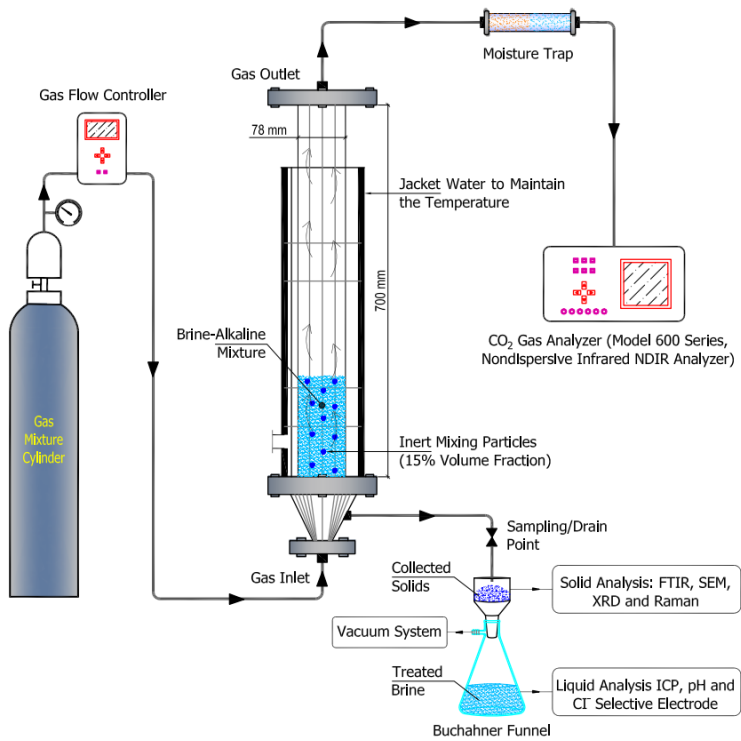 Gas Outlet
Moisture Trap
Gas Flow Controller
78 mm
Jacket Water to Maintain
the Temperature
700 mm
CO₂ Gas Analyzer (Model 600 Series,
Nondispersive Infrared NDIR Analyzer)
Brine-Alkaline
Mixture
Gas
Mixture
Cylinder
Inert Mixing Particles
(15% Volume Fraction)
Gas Inlet
Sampling/Drain
Point
Collected
Solids
Solid Analysis: FTIR, SEM,
XRD and Raman
Vacuum System
Treated
Brine
Liquid Analysis ICP, pH and
Cl⁻ Selective Electrode
Buchahner Funnel